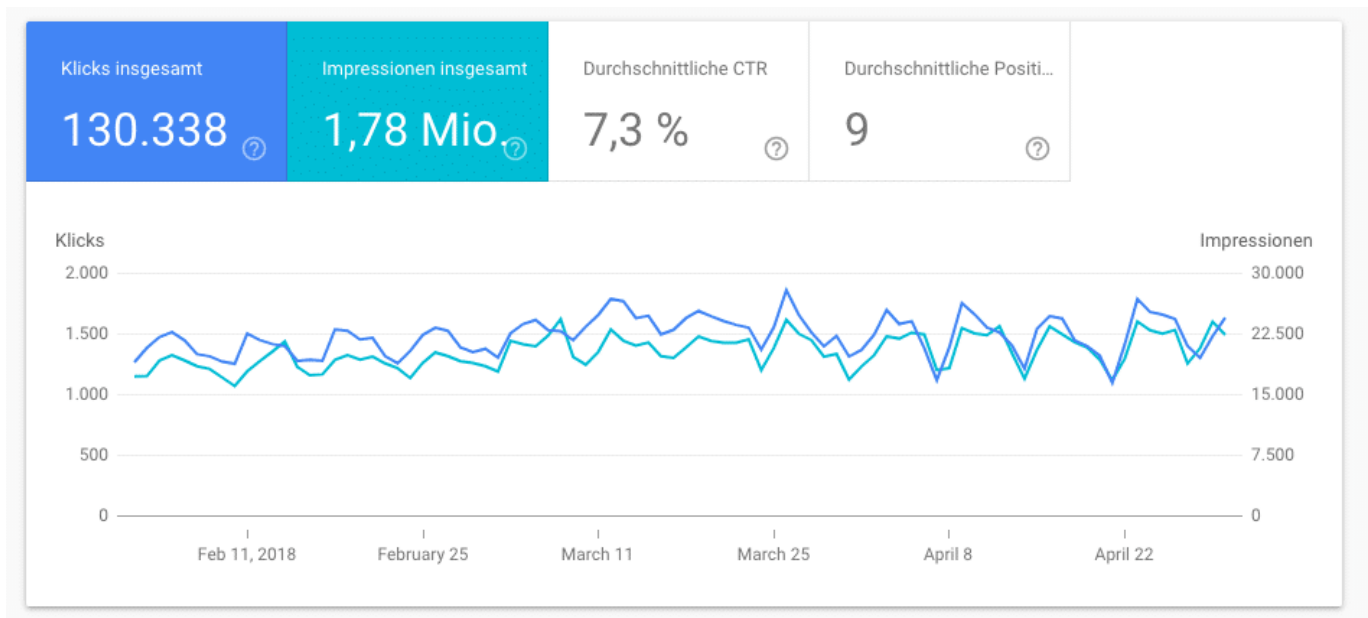 Klicks insgesamt
130.338
Impressionen insgesamt
1,78 Mio.
Durchschnittliche CTR
7,3 %
Durchschnittliche Positi...
9
Klicks
Impressionen
2.000
30.000
1.500
22.500
1.000
15.000
500
7.500
0
0
Feb 11, 2018
February 25
March 11
March 25
April 8
April 22